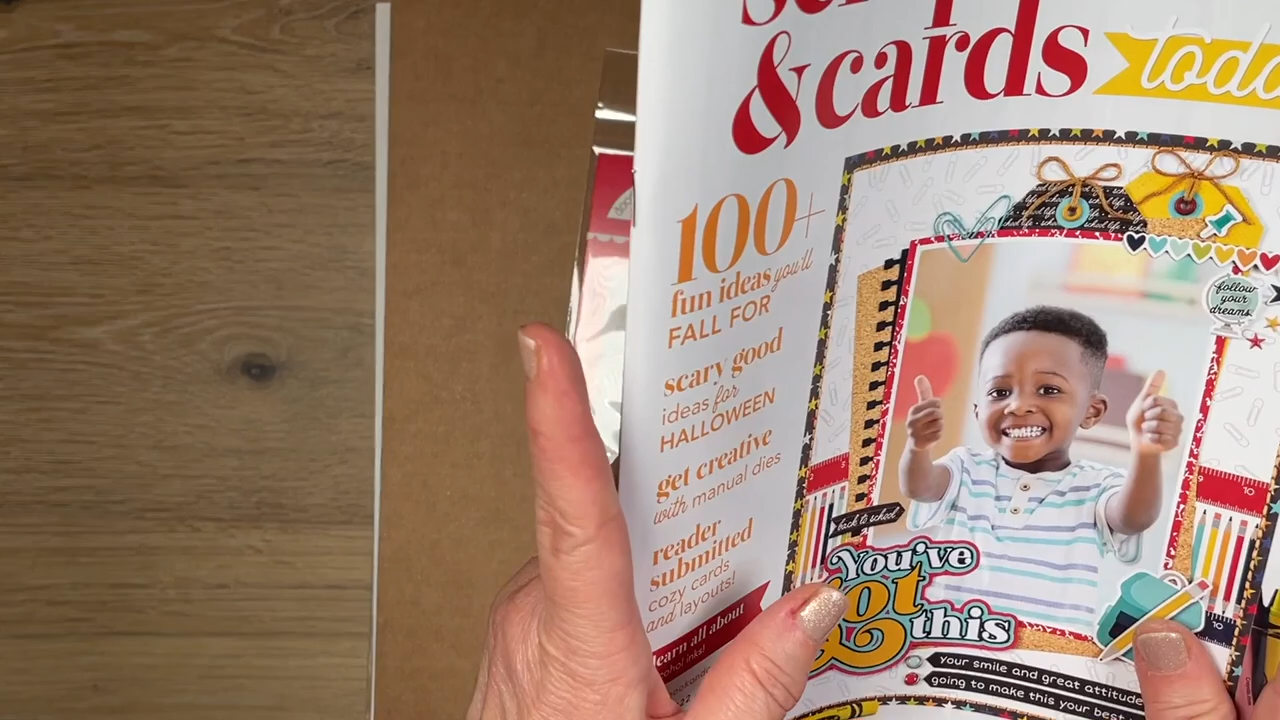 & cards
100+
fun ideas you'll
FALL FOR
scary good
ideas for
HALLOWEEN
get creative
with manual dies
reader
submitted
cozy cards
and layouts!
learn all about
follow
your
dreams
back to school
You've
got
this
your smile and great attitude
going to make this your best